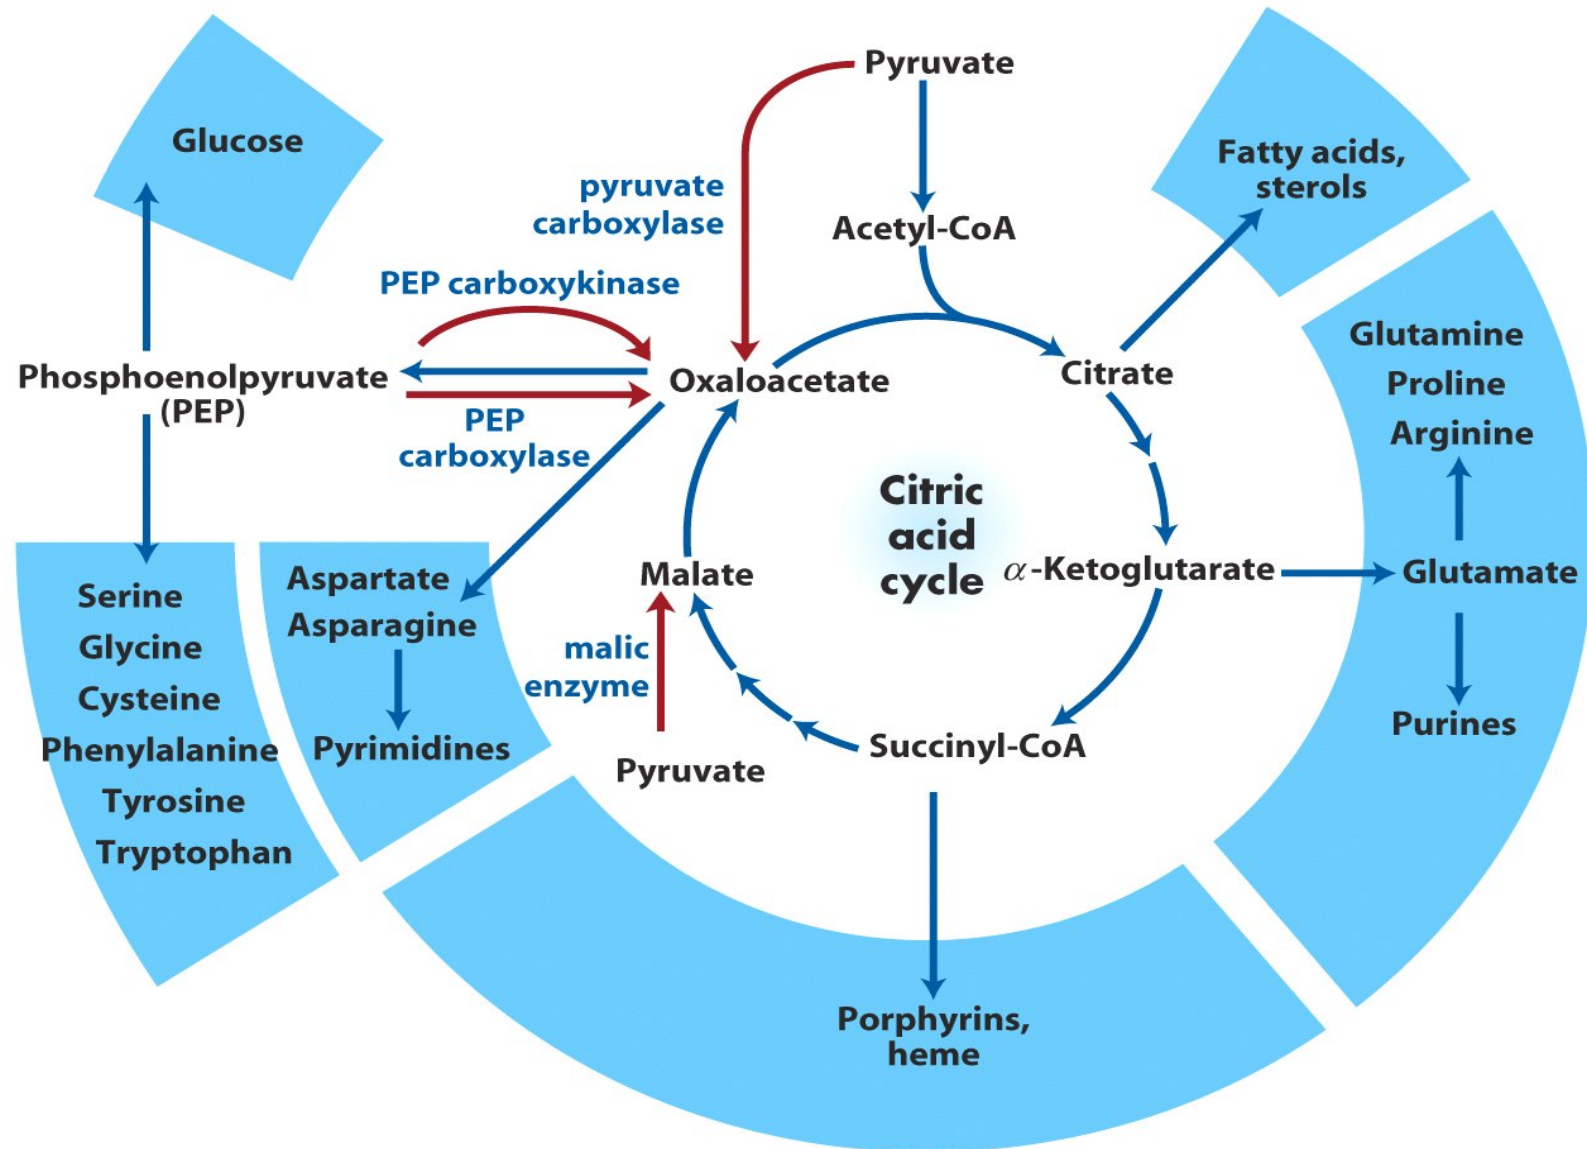 Pyruvate
Glucose
Fatty acids,
sterols
pyruvate
carboxylase
Acetyl-CoA
PEP carboxykinase
Phosphoenolpyruvate
(PEP)
Oxaloacetate
Citrate
PEP
carboxylase
Glutamine
Proline
Arginine
Citric
acid
cycle
Malate
α-Ketoglutarate
Glutamate
Purines
Serine
Glycine
Cysteine
Phenylalanine
Tyrosine
Tryptophan
Aspartate
Asparagine
Pyrimidines
malic
enzyme
Pyruvate
Succinyl-CoA
Porphyrins,
heme